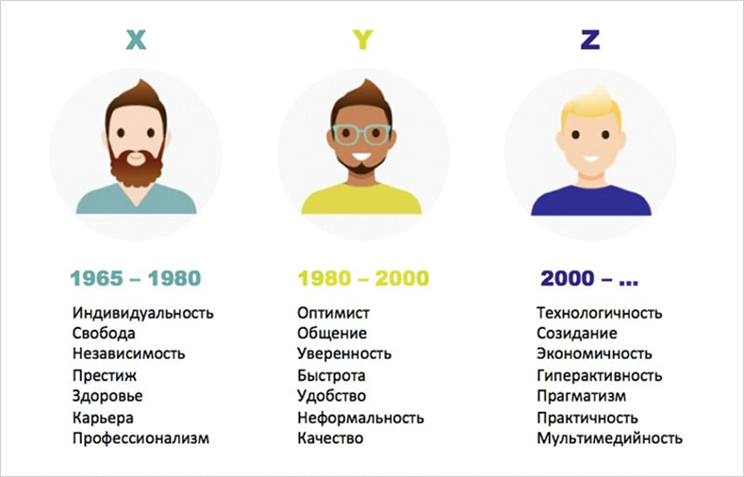 X
Y
Z
1965 – 1980
1980 – 2000
2000 – ...
Индивидуальность
Свобода
Независимость
Престиж
Здоровье
Карьера
Профессионализм
Оптимист
Общение
Уверенность
Быстрота
Удобство
Неформальность
Качество
Технологичность
Созидание
Экономичность
Гиперактивность
Прагматизм
Практичность
Мультимедийность